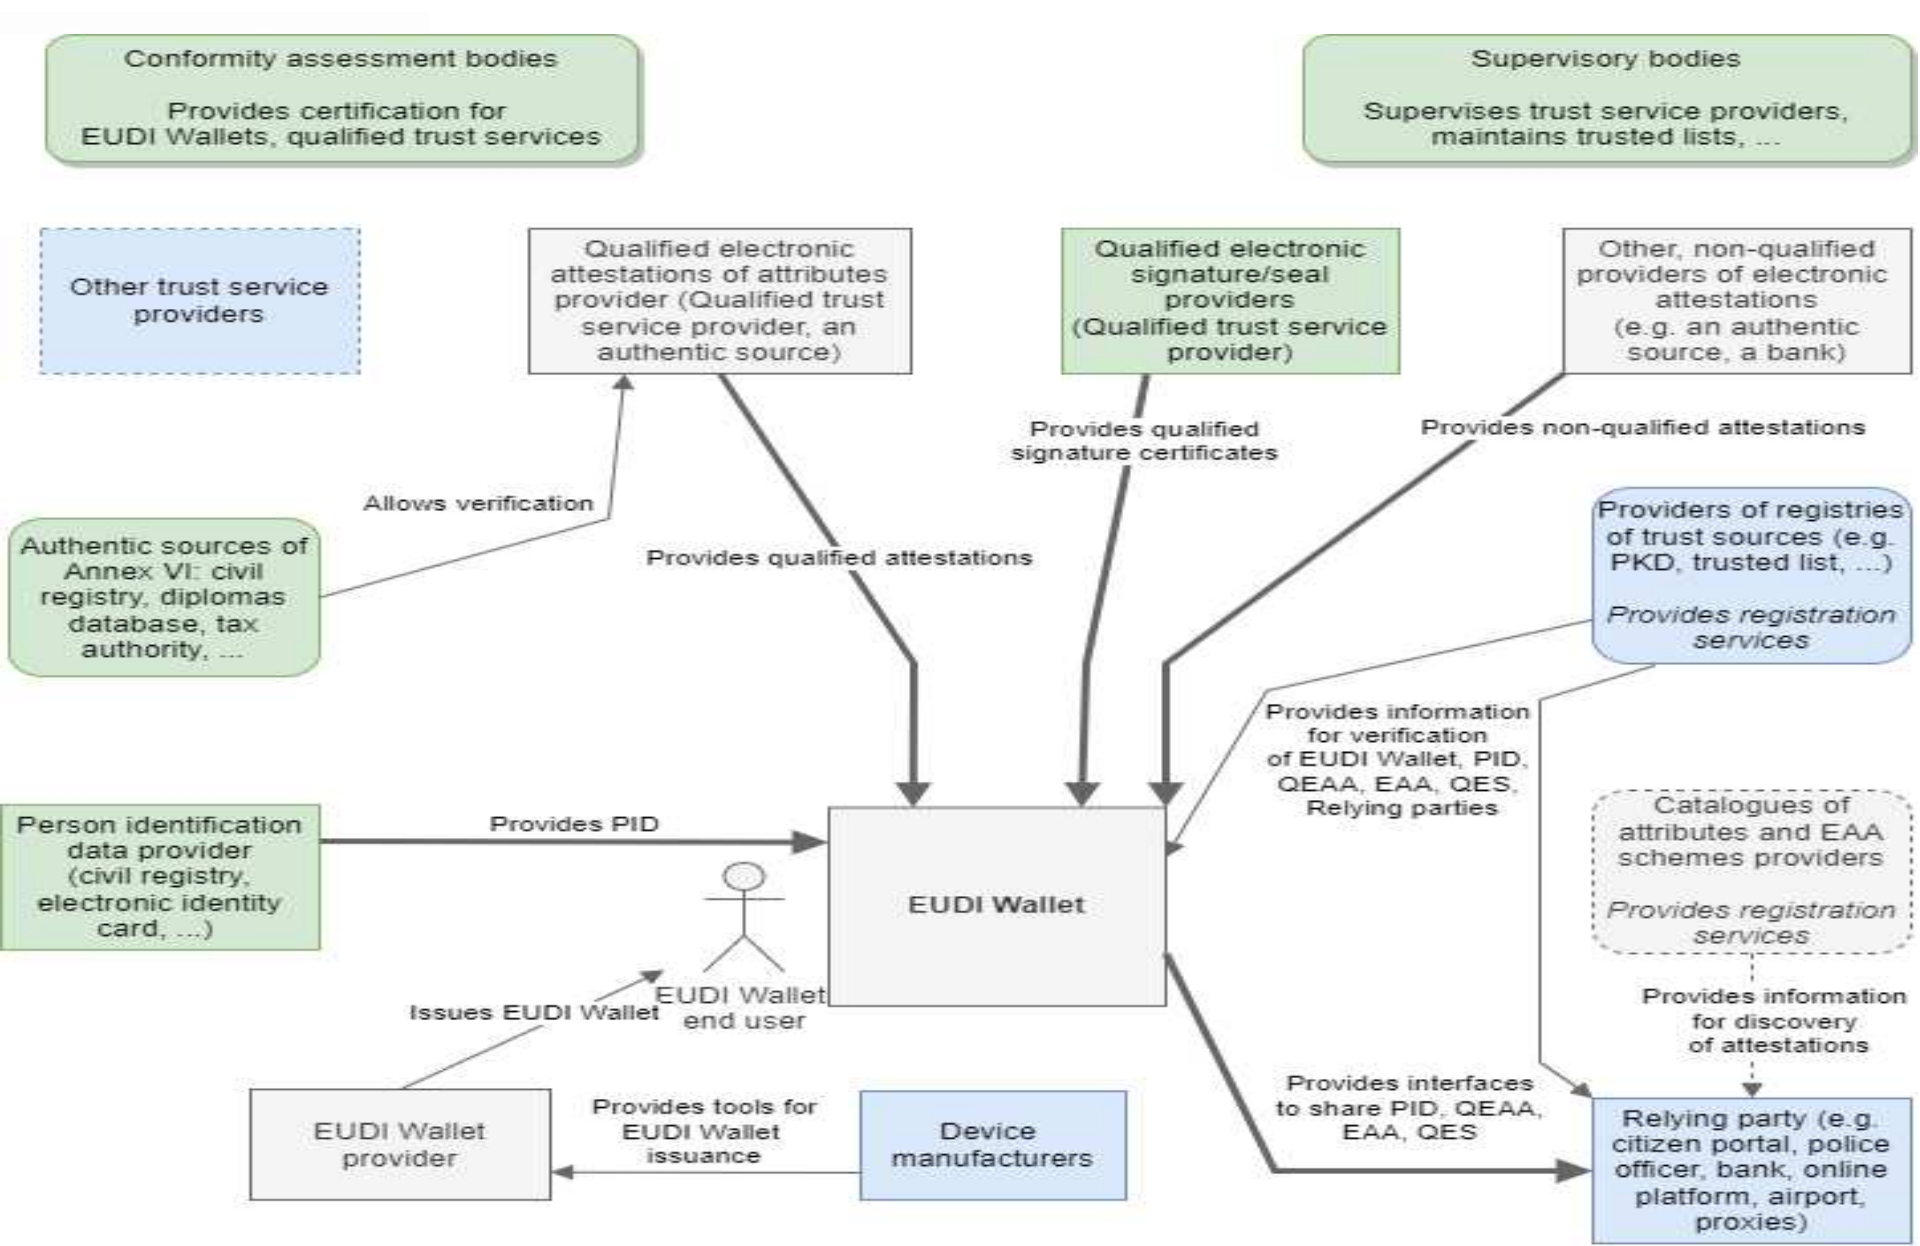 Conformity assessment bodies
Provides certification for
EUDI Wallets, qualified trust services
Supervisory bodies
Supervises trust service providers,
maintains trusted lists, ...
Other trust service
providers
Qualified electronic
attestations of attributes
provider (Qualified trust
service provider, an
authentic source)
Qualified electronic
signature/seal
providers
(Qualified trust service
provider)
Other, non-qualified
providers of electronic
attestations
(e.g. an authentic
source, a bank)
Provides qualified
signature certificates
Provides non-qualified attestations
Allows verification
Provides qualified attestations
Authentic sources of
Annex VI: civil
registry, diplomas
database, tax
authority, ...
Providers of registries
of trust sources (e.g.
PKD, trusted list, ...)
Provides registration
services
Provides information
for verification
of EUDI Wallet, PID,
QEAA, EAA, QES,
Relying parties
Person identification
data provider
(civil registry,
electronic identity
card, ...)
Provides PID
EUDI Wallet
Catalogues of
attributes and EAA
schemes providers
Provides registration
services
Issues EUDI Wallet
EUDI Wallet
end user
Provides information
for discovery
of attestations
EUDI Wallet
provider
Provides tools for
EUDI Wallet
issuance
Device
manufacturers
Provides interfaces
to share PID, QEAA,
EAA, QES
Relying party (e.g.
citizen portal, police
officer, bank, online
platform, airport,
proxies)